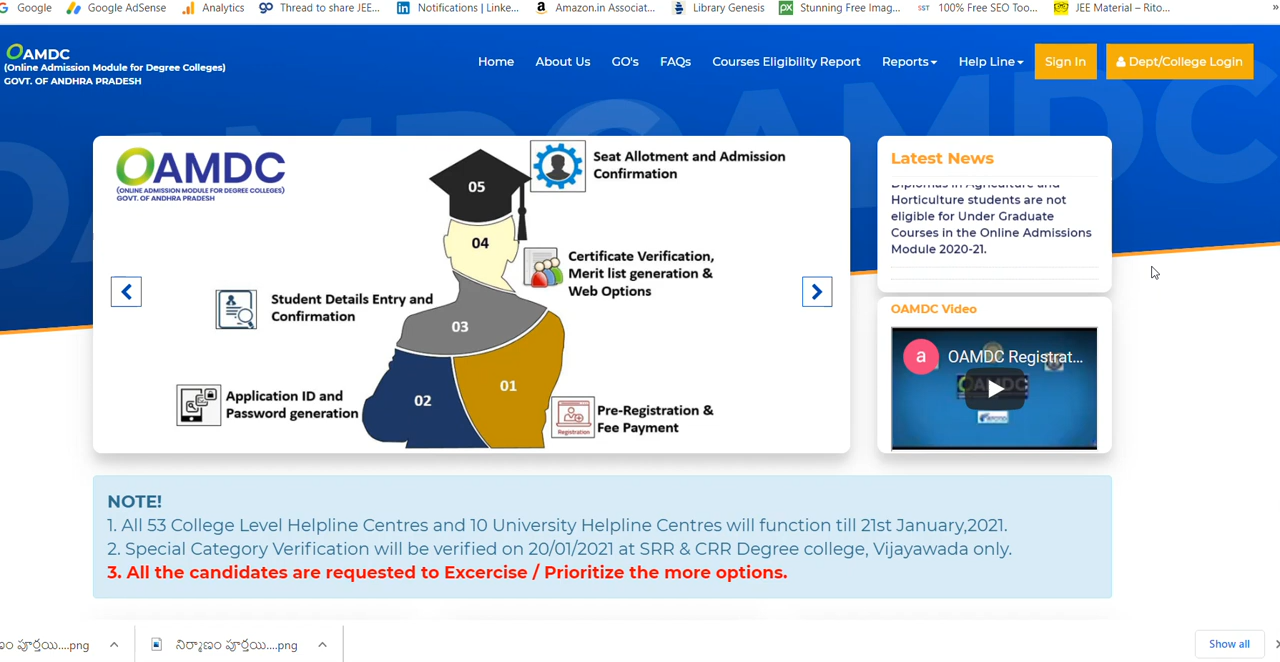 Google
Google AdSense
Analytics
Thread to share JEE...
Notifications | Linke...
Amazon.in Associat...
Library Genesis
Stunning Free Imag...
SST 100% Free SEO Too...
JEE Material – Rito...
»
OAMDC
(Online Admission Module for Degree Colleges)
GOVT. OF ANDHRA PRADESH
Home
About Us
GO's
FAQs
Courses Eligibility Report
Reports
Help Line
Sign In
Dept/College Login
OAMDC
(ONLINE ADMISSION MODULE FOR DEGREE COLLEGES)
GOVT. OF ANDHRA PRADESH
05
Seat Allotment and Admission
Confirmation
04
Certificate Verification,
Merit list generation &
Web Options
Student Details Entry and
Confirmation
03
Application ID and
Password generation
02
01
Registration
Pre-Registration &
Fee Payment
Latest News
Diplomas in Agriculture and
Horticulture students are not
eligible for Under Graduate
Courses in the Online Admissions
Module 2020-21.
OAMDC Video
a
OAMDC Registrat...
OAMDC
NOTE!
1. All 53 College Level Helpline Centres and 10 University Helpline Centres will function till 21st January,2021.
2. Special Category Verification will be verified on 20/01/2021 at SRR & CRR Degree college, Vijayawada only.
3. All the candidates are requested to Excercise / Prioritize the more options.
ణం పూర్తయి....png
నిర్మాణం పూర్తయి....png
Show all